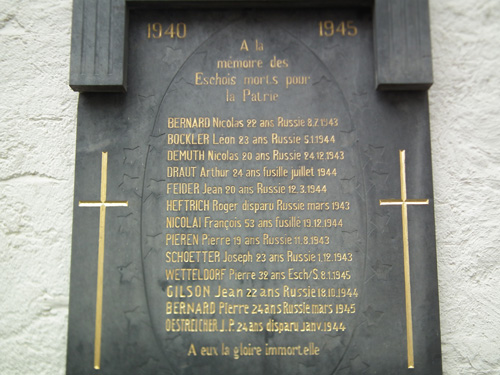 1940 1945
A la
mémoire des
Eschois morts pour
la Patrie
BERNARD Nicolas 22 ans Russie 8.7.1943
BOCKLER Léon 23 ans Russie 5.1.1944
DEMUTH Nicolas 20 ans Russie 24.12.1943
DRAUT Arthur 24 ans fusillé juillet 1944
FEIDER Jean 20 ans Russie 12.3.1944
HEFTRICH Roger disparu Russie mars 1943
NICOLAI François 53 ans fusillé 19.12.1944
PIEREN Pierre 19 ans Russie 11.8.1943
SCHOETTER Joseph 23 ans Russie 1.12.1943
WETTELDORF Pierre 32 ans Esch/S. 8.1.1945
GILSON Jean 22 ans Russie 18.10.1944
BERNARD Pierre 24 ans Russie mars 1945
OESTREICHER J.P. 24 ans disparu Janv. 1944
A eux la gloire immortelle